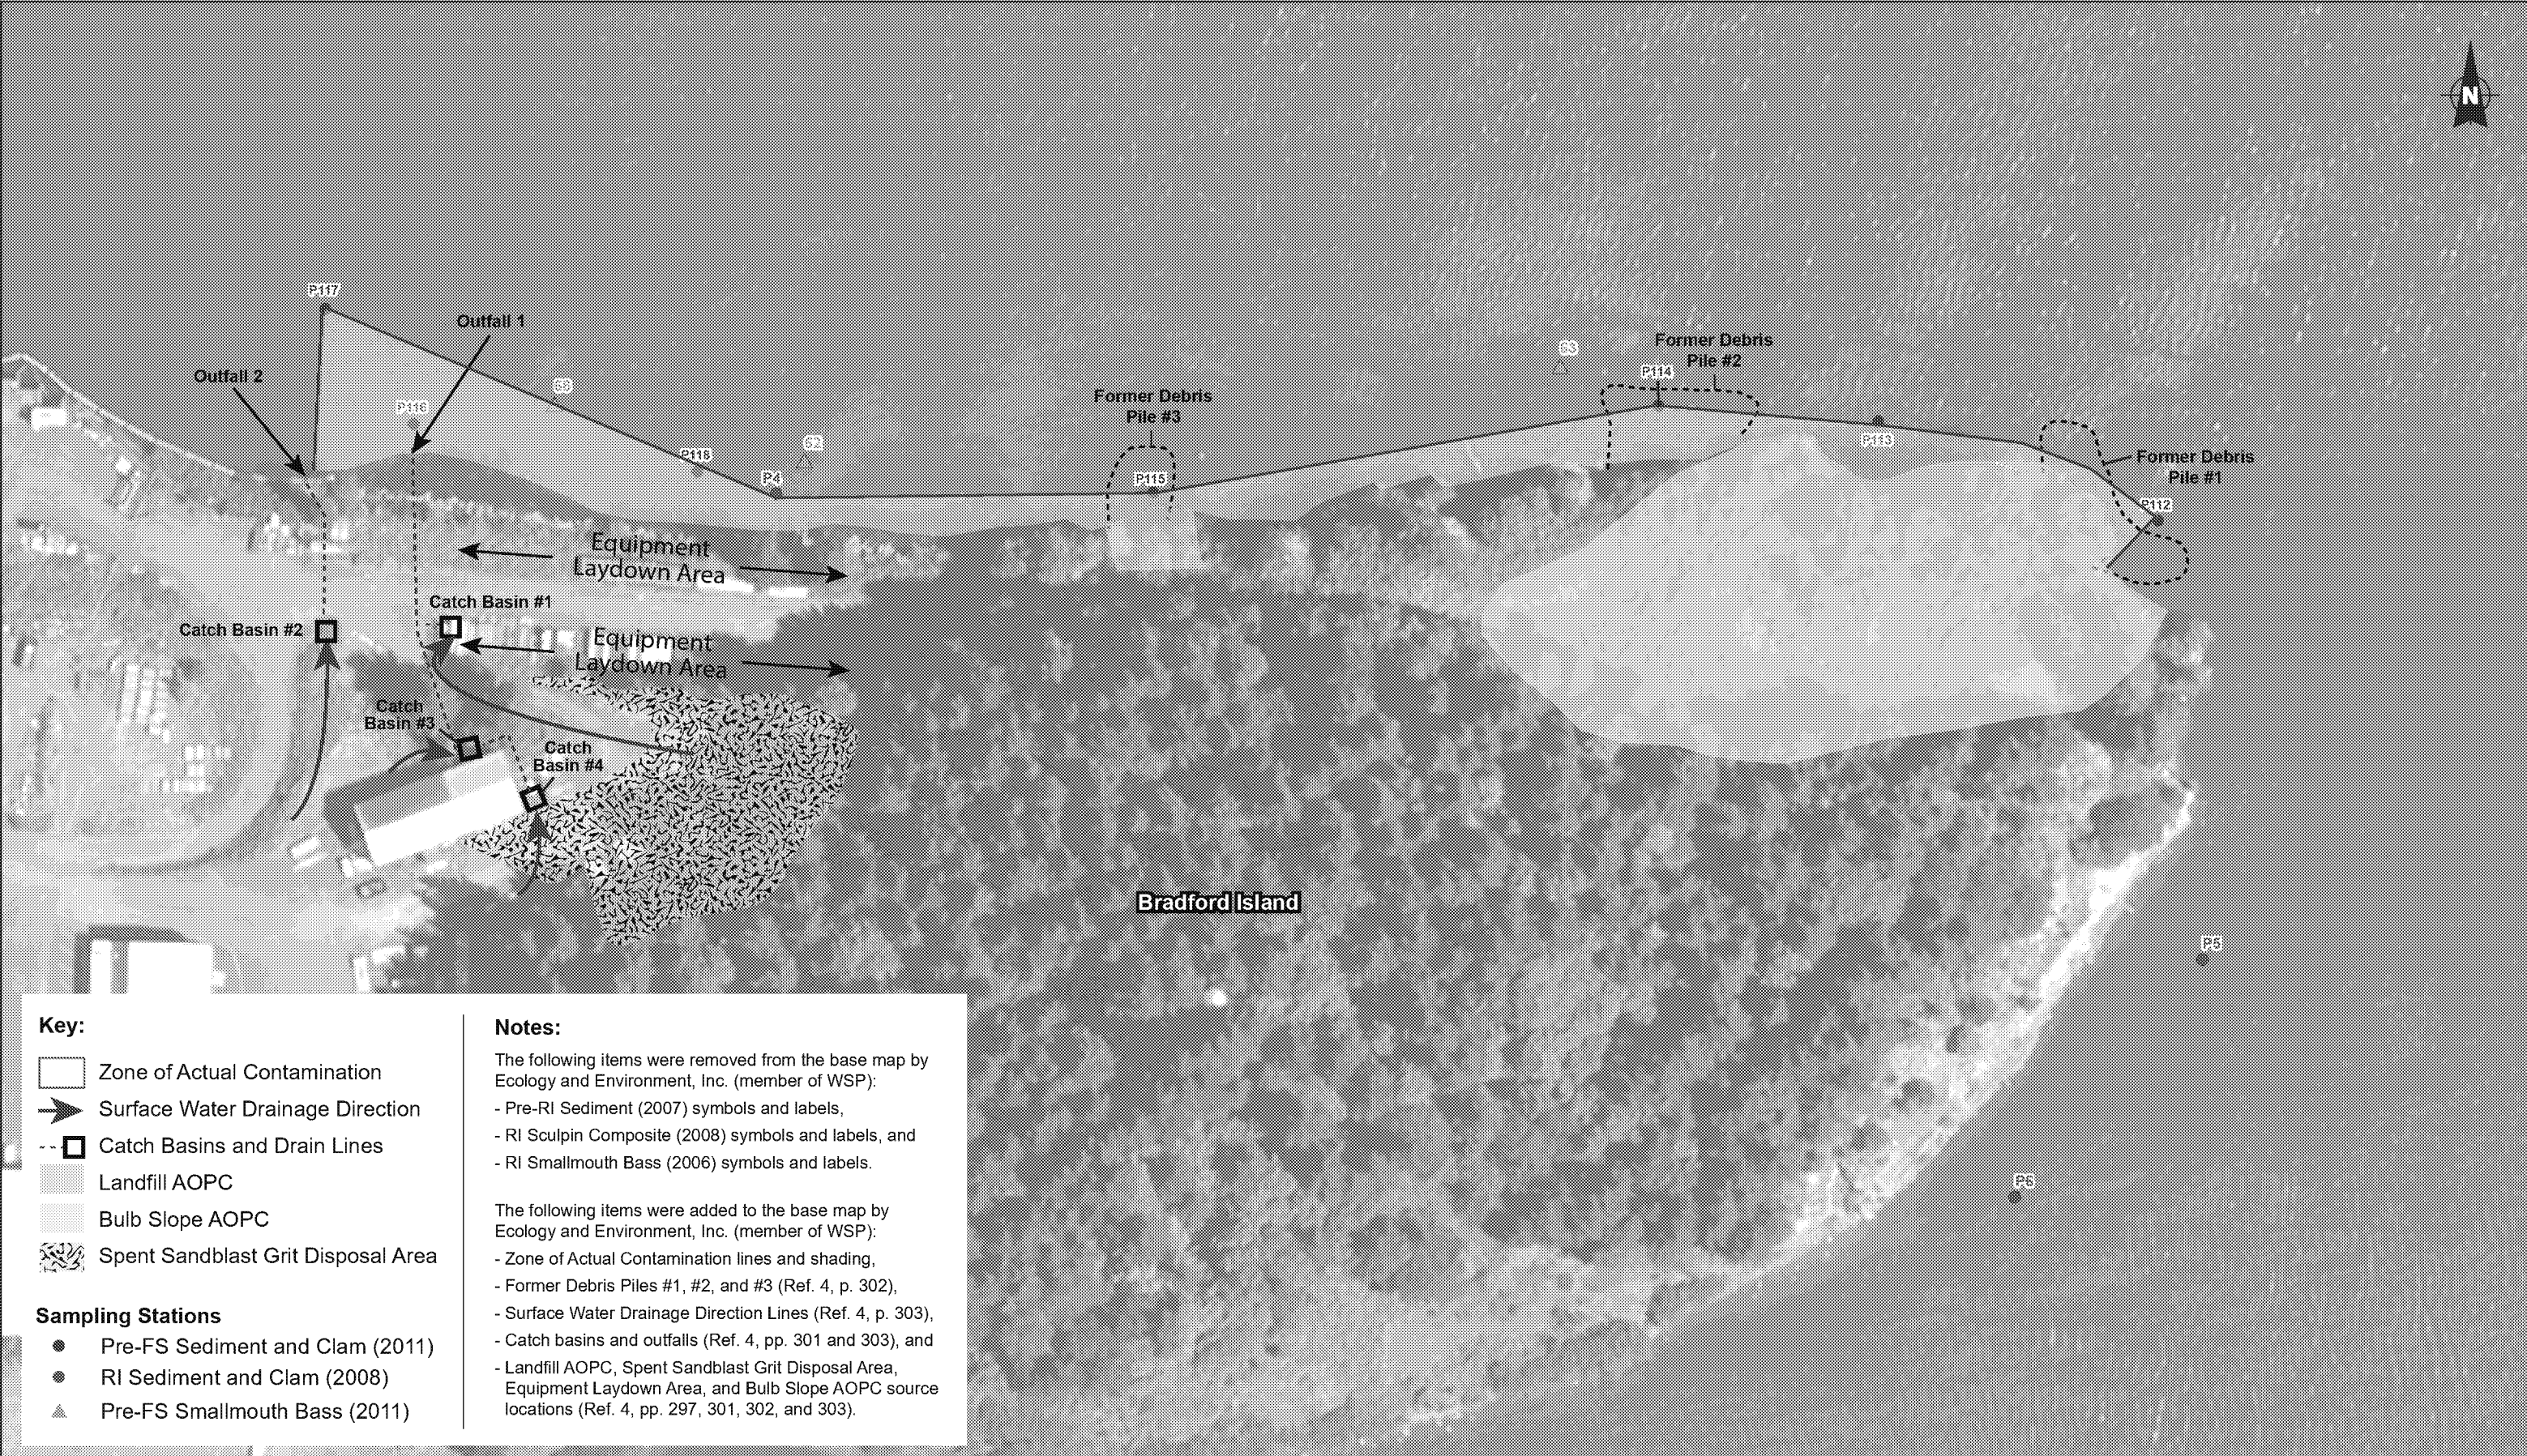 N
P117
Outfall 1
Former Debris
Pile #2
S3
P114
Outfall 2
Former Debris
Pile #3
P116
P113
S2
P118
P4
P115
Former Debris
Pile #1
P112
Equipment
Laydown Area
Catch Basin #1
Catch Basin #2
Equipment
Laydown Area
Catch
Basin #3
Catch
Basin #4
Bradford Island
P5
P6
Key:
Zone of Actual Contamination
Surface Water Drainage Direction
Catch Basins and Drain Lines
Landfill AOPC
Bulb Slope AOPC
Spent Sandblast Grit Disposal Area
Sampling Stations
Pre-FS Sediment and Clam (2011)
RI Sediment and Clam (2008)
Pre-FS Smallmouth Bass (2011)
Notes:
The following items were removed from the base map by
Ecology and Environment, Inc. (member of WSP):
- Pre-RI Sediment (2007) symbols and labels,
- RI Sculpin Composite (2008) symbols and labels, and
- RI Smallmouth Bass (2006) symbols and labels.
The following items were added to the base map by
Ecology and Environment, Inc. (member of WSP):
- Zone of Actual Contamination lines and shading,
- Former Debris Piles #1, #2, and #3 (Ref. 4, p. 302),
- Surface Water Drainage Direction Lines (Ref. 4, p. 303),
- Catch basins and outfalls (Ref. 4, pp. 301 and 303), and
- Landfill AOPC, Spent Sandblast Grit Disposal Area,
Equipment Laydown Area, and Bulb Slope AOPC source
locations (Ref. 4, pp. 297, 301, 302, and 303).